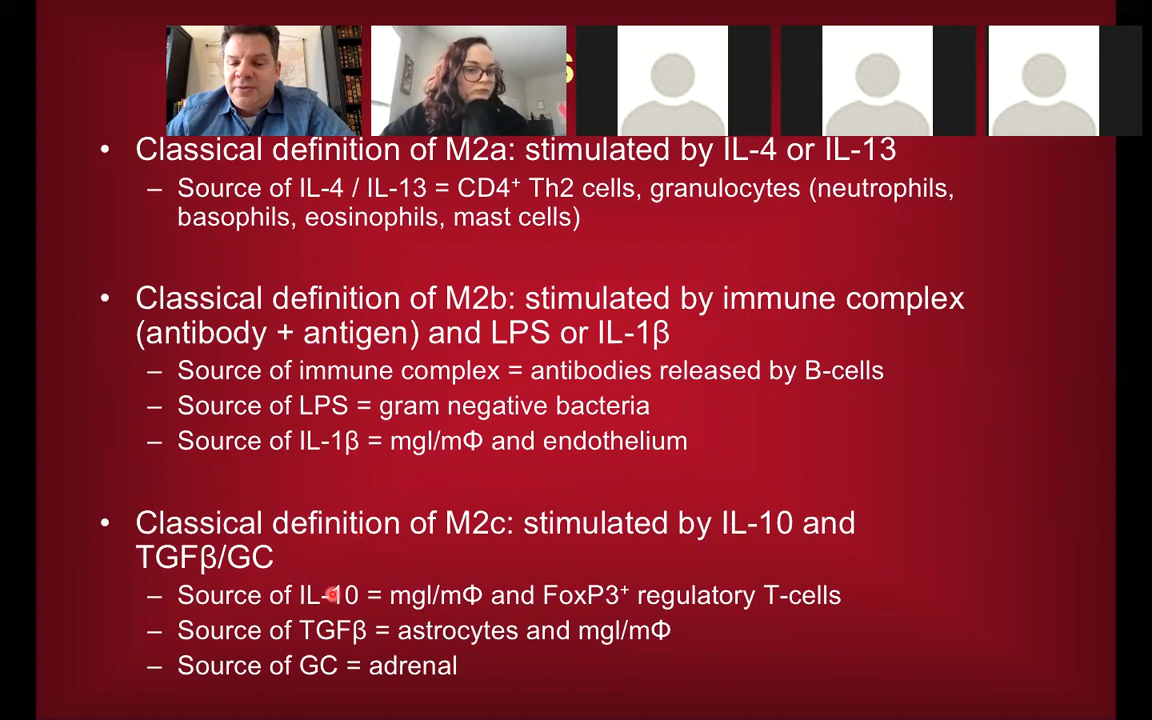 • Classical definition of M2a: stimulated by IL-4 or IL-13
– Source of IL-4 / IL-13 = CD4⁺ Th2 cells, granulocytes (neutrophils,
basophils, eosinophils, mast cells)
• Classical definition of M2b: stimulated by immune complex
(antibody + antigen) and LPS or IL-1β
– Source of immune complex = antibodies released by B-cells
– Source of LPS = gram negative bacteria
– Source of IL-1β = mgl/mΦ and endothelium
• Classical definition of M2c: stimulated by IL-10 and
TGFβ/GC
– Source of IL-10 = mgl/mΦ and FoxP3⁺ regulatory T-cells
– Source of TGFβ = astrocytes and mgl/mΦ
– Source of GC = adrenal